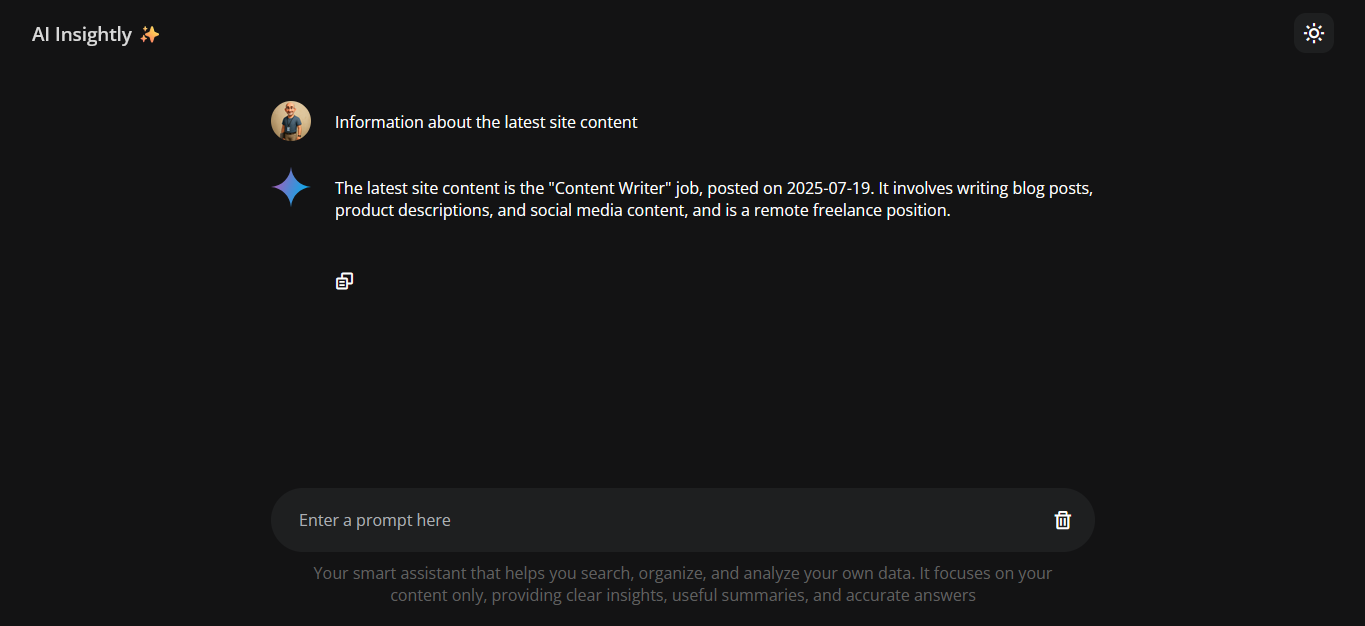 AI Insightly ✨
Information about the latest site content
The latest site content is the "Content Writer" job, posted on 2025-07-19. It involves writing blog posts,
product descriptions, and social media content, and is a remote freelance position.
Enter a prompt here
Your smart assistant that helps you search, organize, and analyze your own data. It focuses on your
content only, providing clear insights, useful summaries, and accurate answers